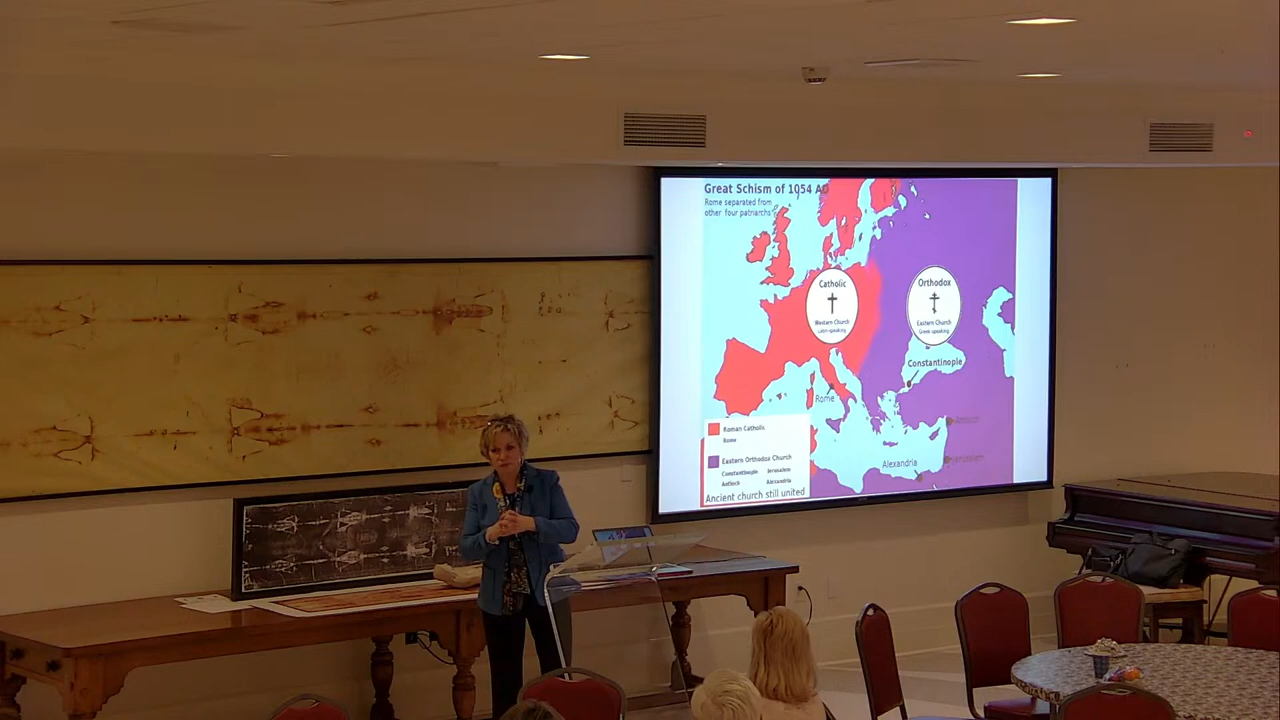 Great Schism of 1054 AD
Rome separated from
other four patriarchs
Catholic
Western Church
Latin-speaking
Orthodox
Eastern Church
Greek speaking
Constantinople
Rome
Antioch
Jerusalem
Alexandria
Roman Catholic
Rome
Eastern Orthodox Church
Constantinople Jerusalem
Antioch Alexandria
Ancient church still united